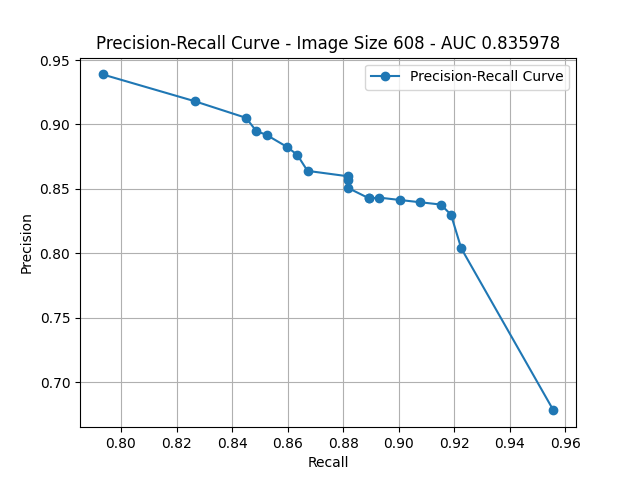 Precision-Recall Curve - Image Size 608 - AUC 0.835978
Precision-Recall Curve
0.95
0.90
0.85
0.80
0.75
0.70
Precision
0.80 0.82 0.84 0.86 0.88 0.90 0.92 0.94 0.96
Recall